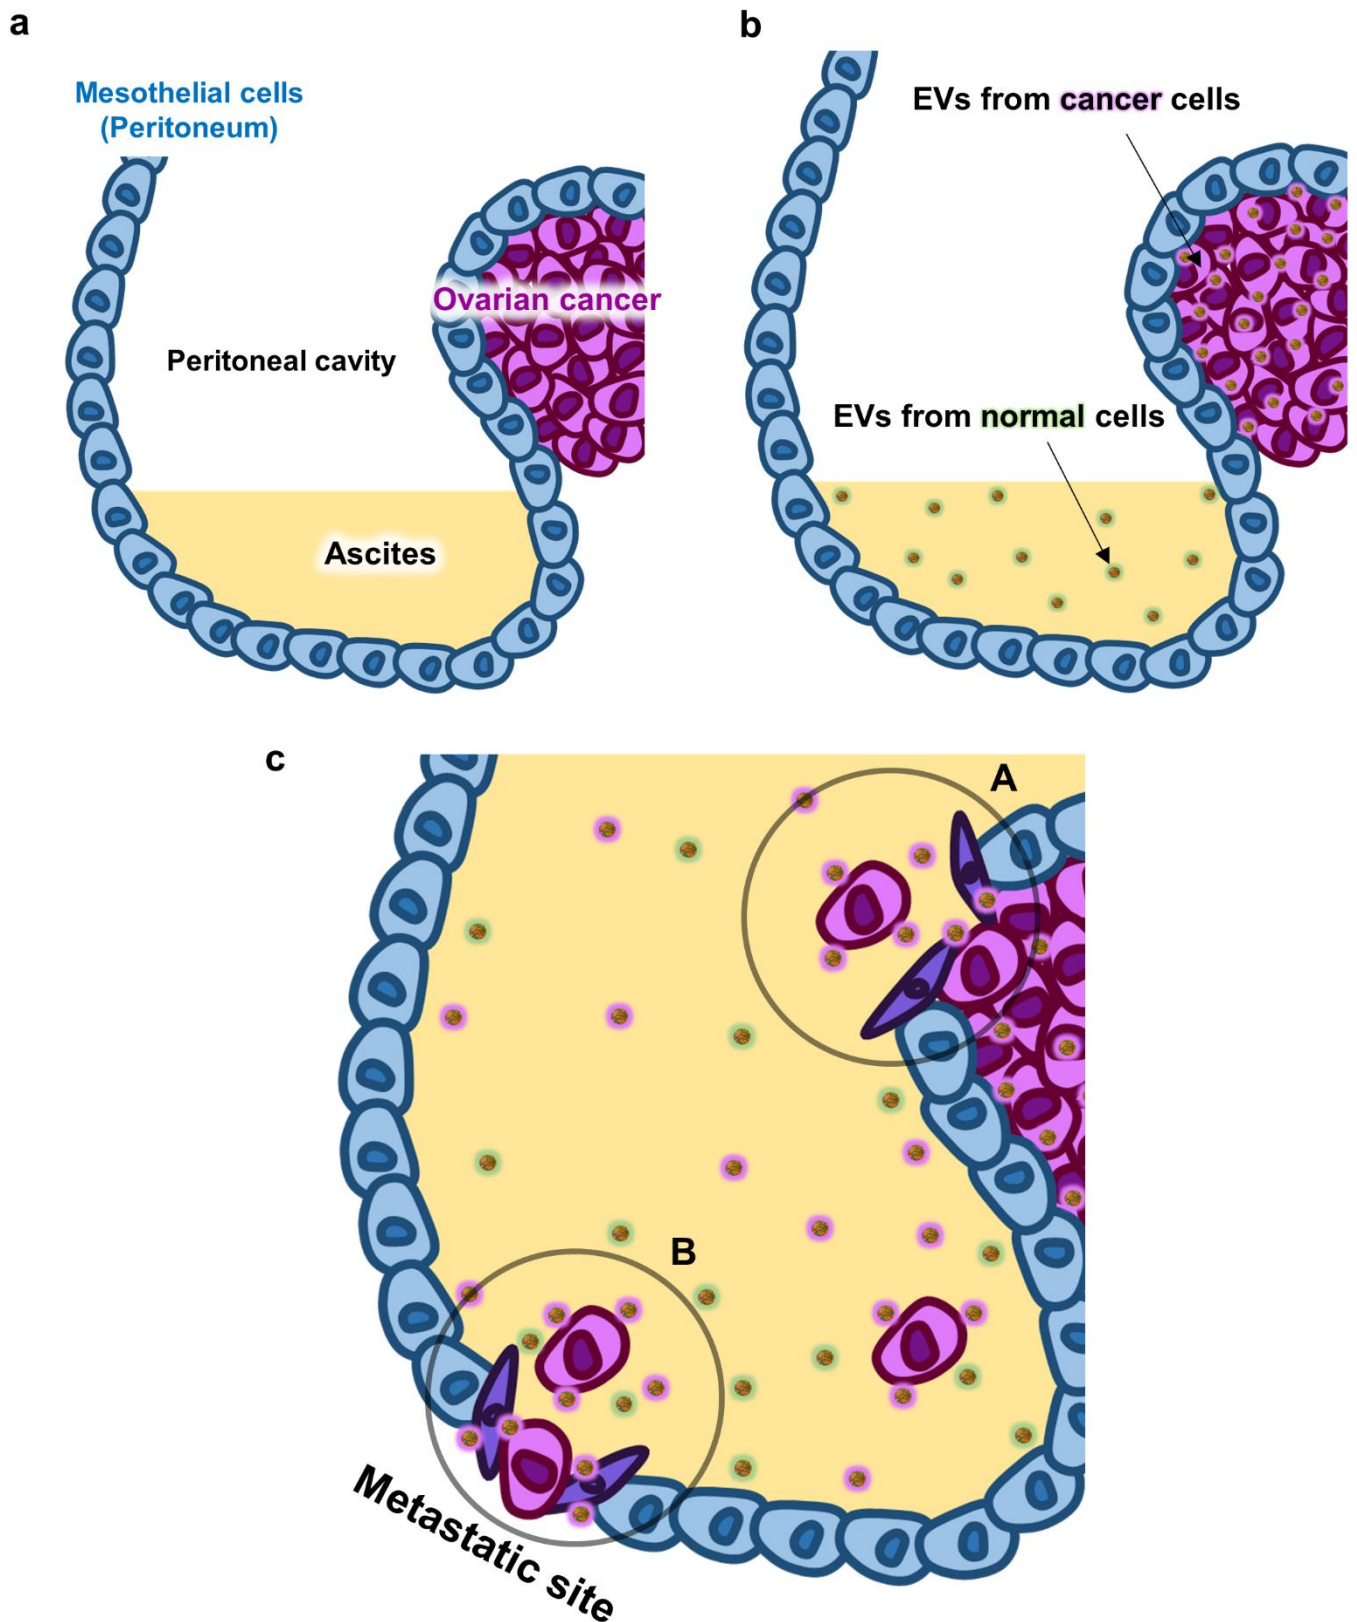 a
Mesothelial cells
(Peritoneum)
Ovarian cancer
Peritoneal cavity
Ascites
b
EVs from cancer cells
EVs from normal cells
c
A
B
Metastatic site